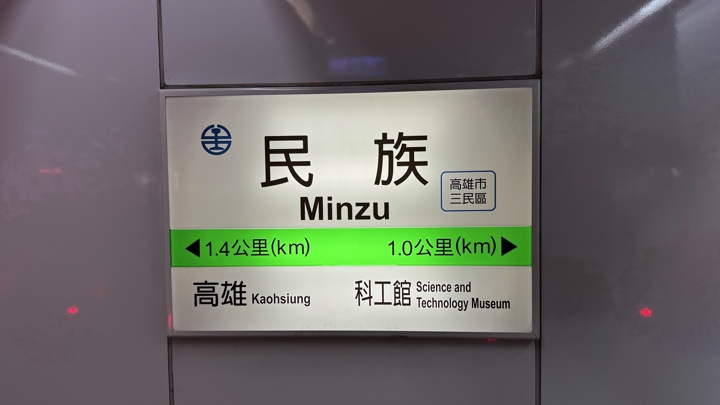 民族
Minzu
高雄市
三民區
◀1.4公里(km)
1.0公里(km)▶
高雄 Kaohsiung
科工館 Science and
Technology Museum